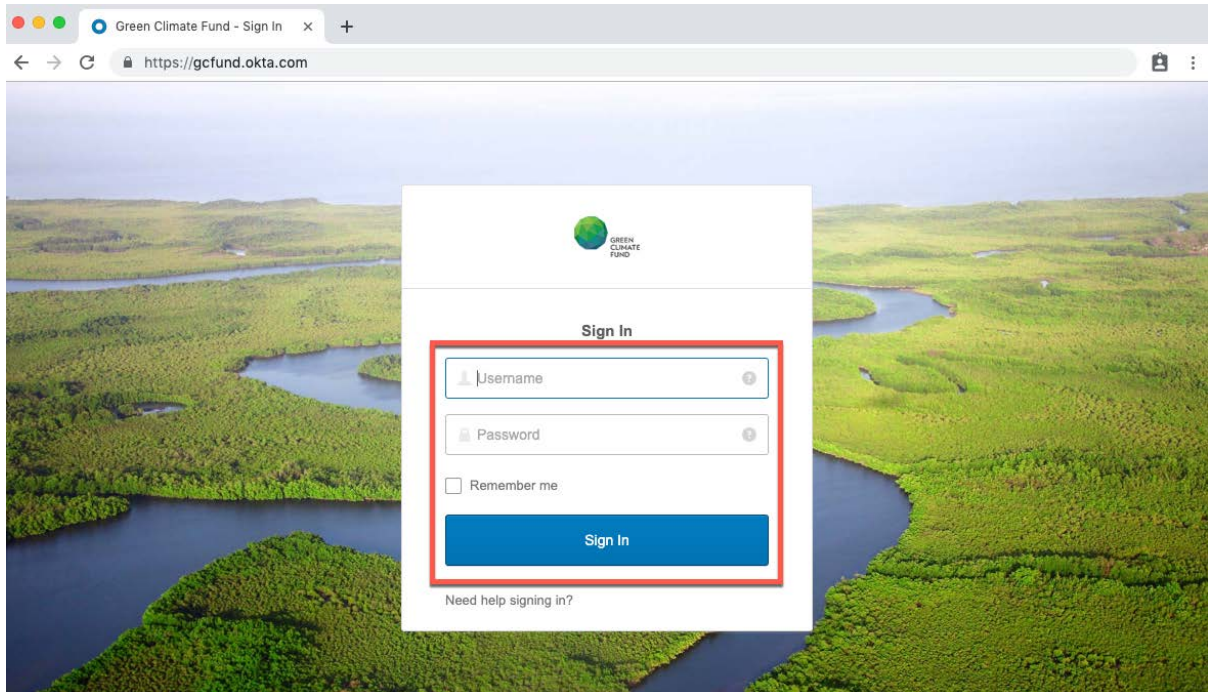 Green Climate Fund - Sign In
https://gcfund.okta.com
GREEN
CLIMATE
FUND
Sign In
Username
Password
Remember me
Sign In
Need help signing in?